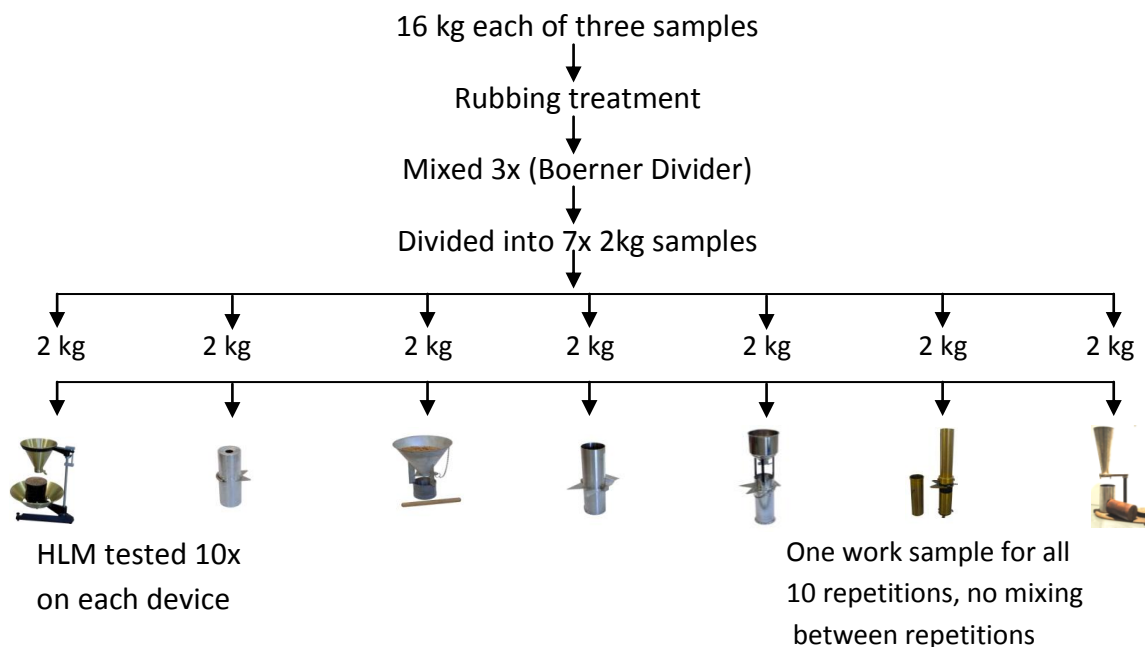 16 kg each of three samples
Rubbing treatment
Mixed 3x (Boerner Divider)
Divided into 7x 2kg samples
2 kg 2 kg 2 kg 2 kg 2 kg 2 kg 2 kg
HLM tested 10x
on each device
One work sample for all
10 repetitions, no mixing
between repetitions